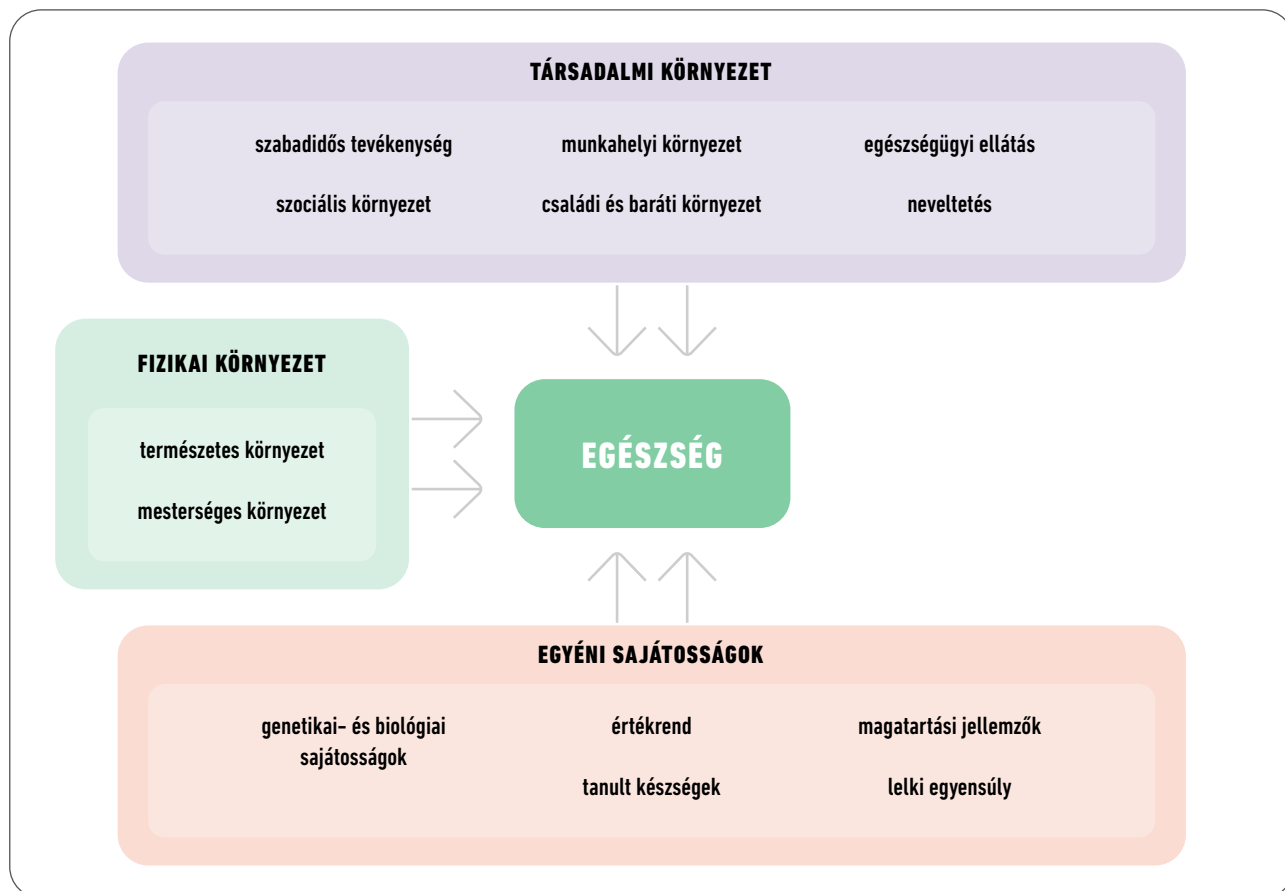 TÁRSADALMI KÖRNYEZET
szabadidős tevékenység
munkahelyi környezet
egészségügyi ellátás
szociális környezet
családi és baráti környezet
neveltetés
FIZIKAI KÖRNYEZET
természetes környezet
mesterséges környezet
EGÉSZSÉG
EGYÉNI SAJÁTOSSÁGOK
genetikai- és biológiai
sajátosságok
értékrend
magatartási jellemzők
tanult készségek
lelki egyensúly